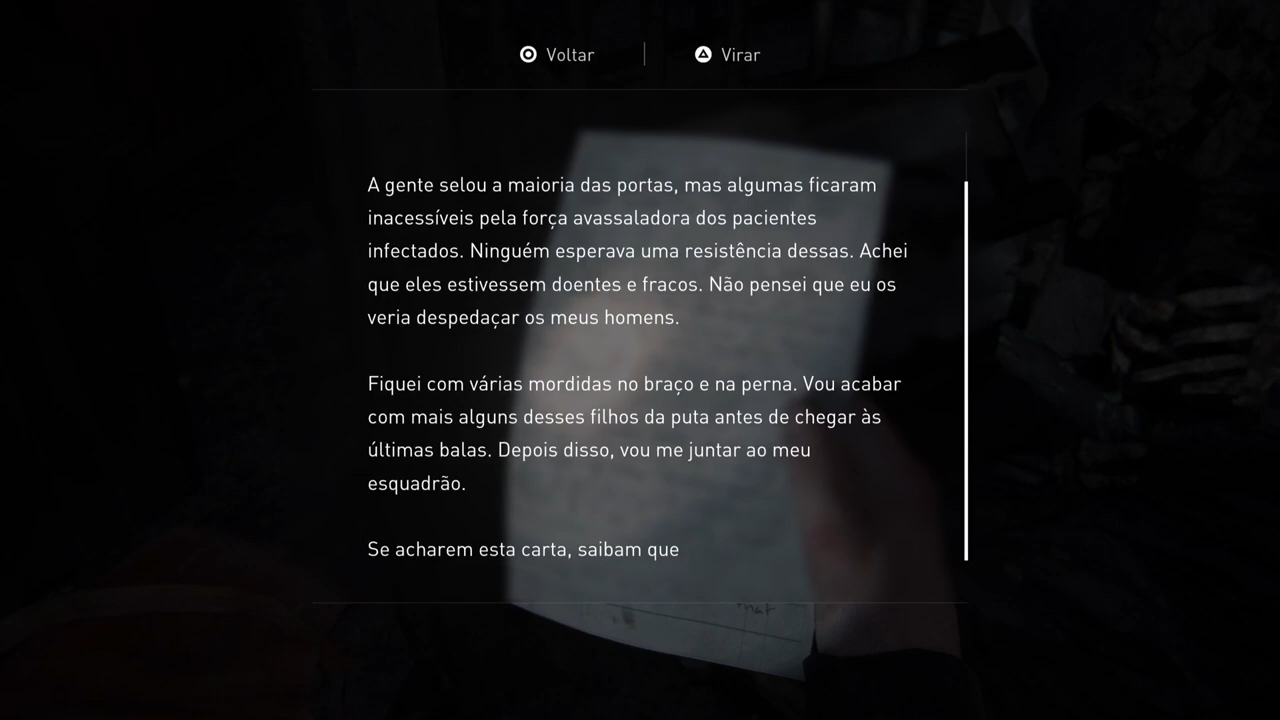 Voltar
Virar
A gente selou a maioria das portas, mas algumas ficaram
inacessíveis pela força avassaladora dos pacientes
infectados. Ninguém esperava uma resistência dessas. Achei
que eles estivessem doentes e fracos. Não pensei que eu os
veria despedaçar os meus homens.
Fiquei com várias mordidas no braço e na perna. Vou acabar
com mais alguns desses filhos da puta antes de chegar às
últimas balas. Depois disso, vou me juntar ao meu
esquadrão.
Se acharem esta carta, saibam que